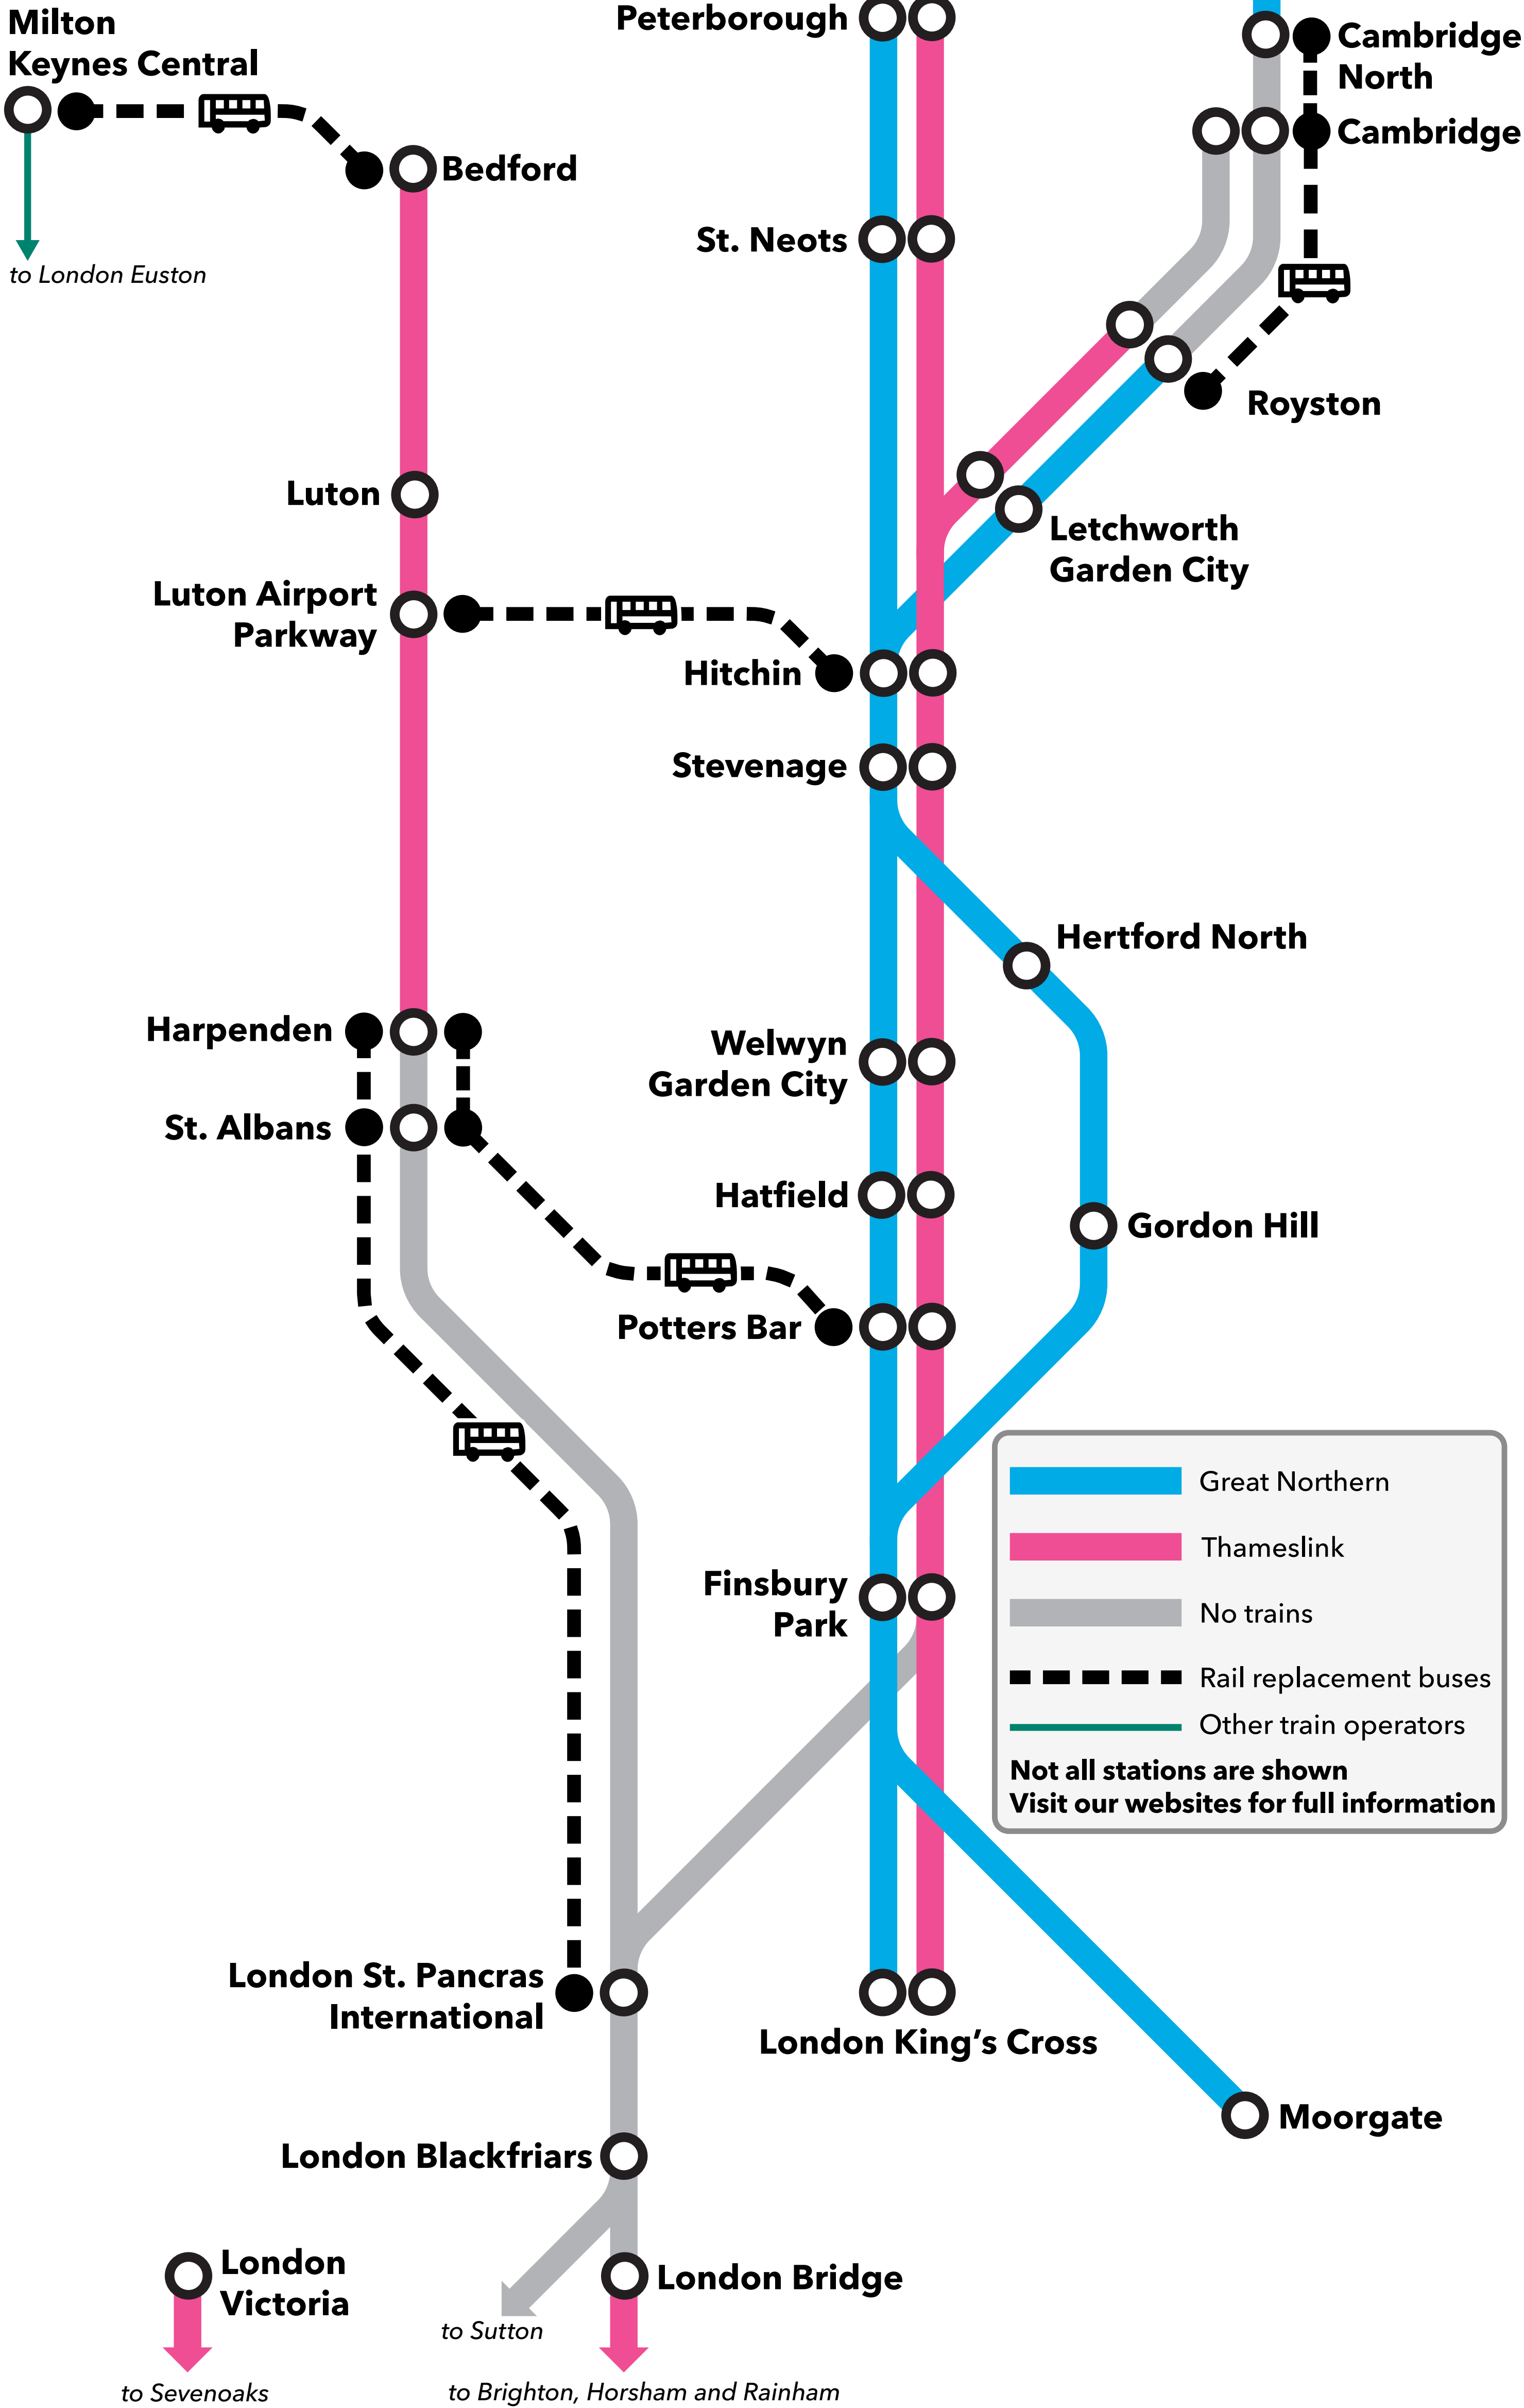 Milton
Keynes Central
to London Euston
Bedford
Peterborough
Cambridge
North
Cambridge
St. Neots
Royston
Luton
Letchworth
Garden City
Luton Airport
Parkway
Hitchin
Stevenage
Hertford North
Harpenden
Welwyn
Garden City
St. Albans
Hatfield
Gordon Hill
Potters Bar
Finsbury
Park
Great Northern
Thameslink
No trains
Rail replacement buses
Other train operators
Not all stations are shown
Visit our websites for full information
London St. Pancras
International
London King’s Cross
Moorgate
London Blackfriars
London
Victoria
London Bridge
to Sutton
to Sevenoaks
to Brighton, Horsham and Rainham